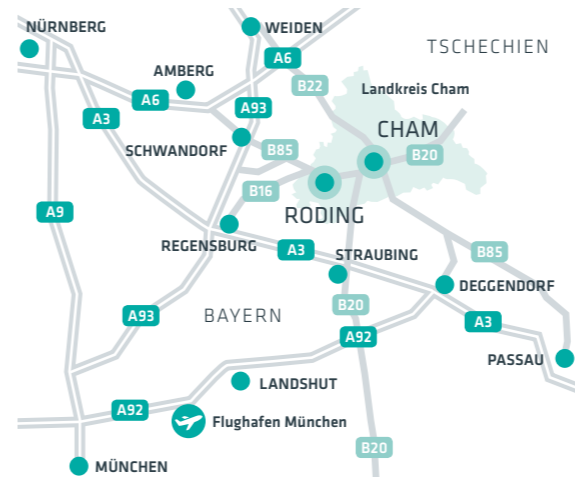 NÜRNBERG
WEIDEN
TSCHECHIEN
A6
AMBERG
B22
Landkreis Cham
A6
A93
A3
CHAM
SCHWANDORF
B85
B20
B16
A9
RODING
REGENSBURG
A3
STRAUBING
B85
DEGGENDORF
B20
A93
BAYERN
A3
A92
PASSAU
LANDSHUT
A92
Flughafen München
B20
MÜNCHEN